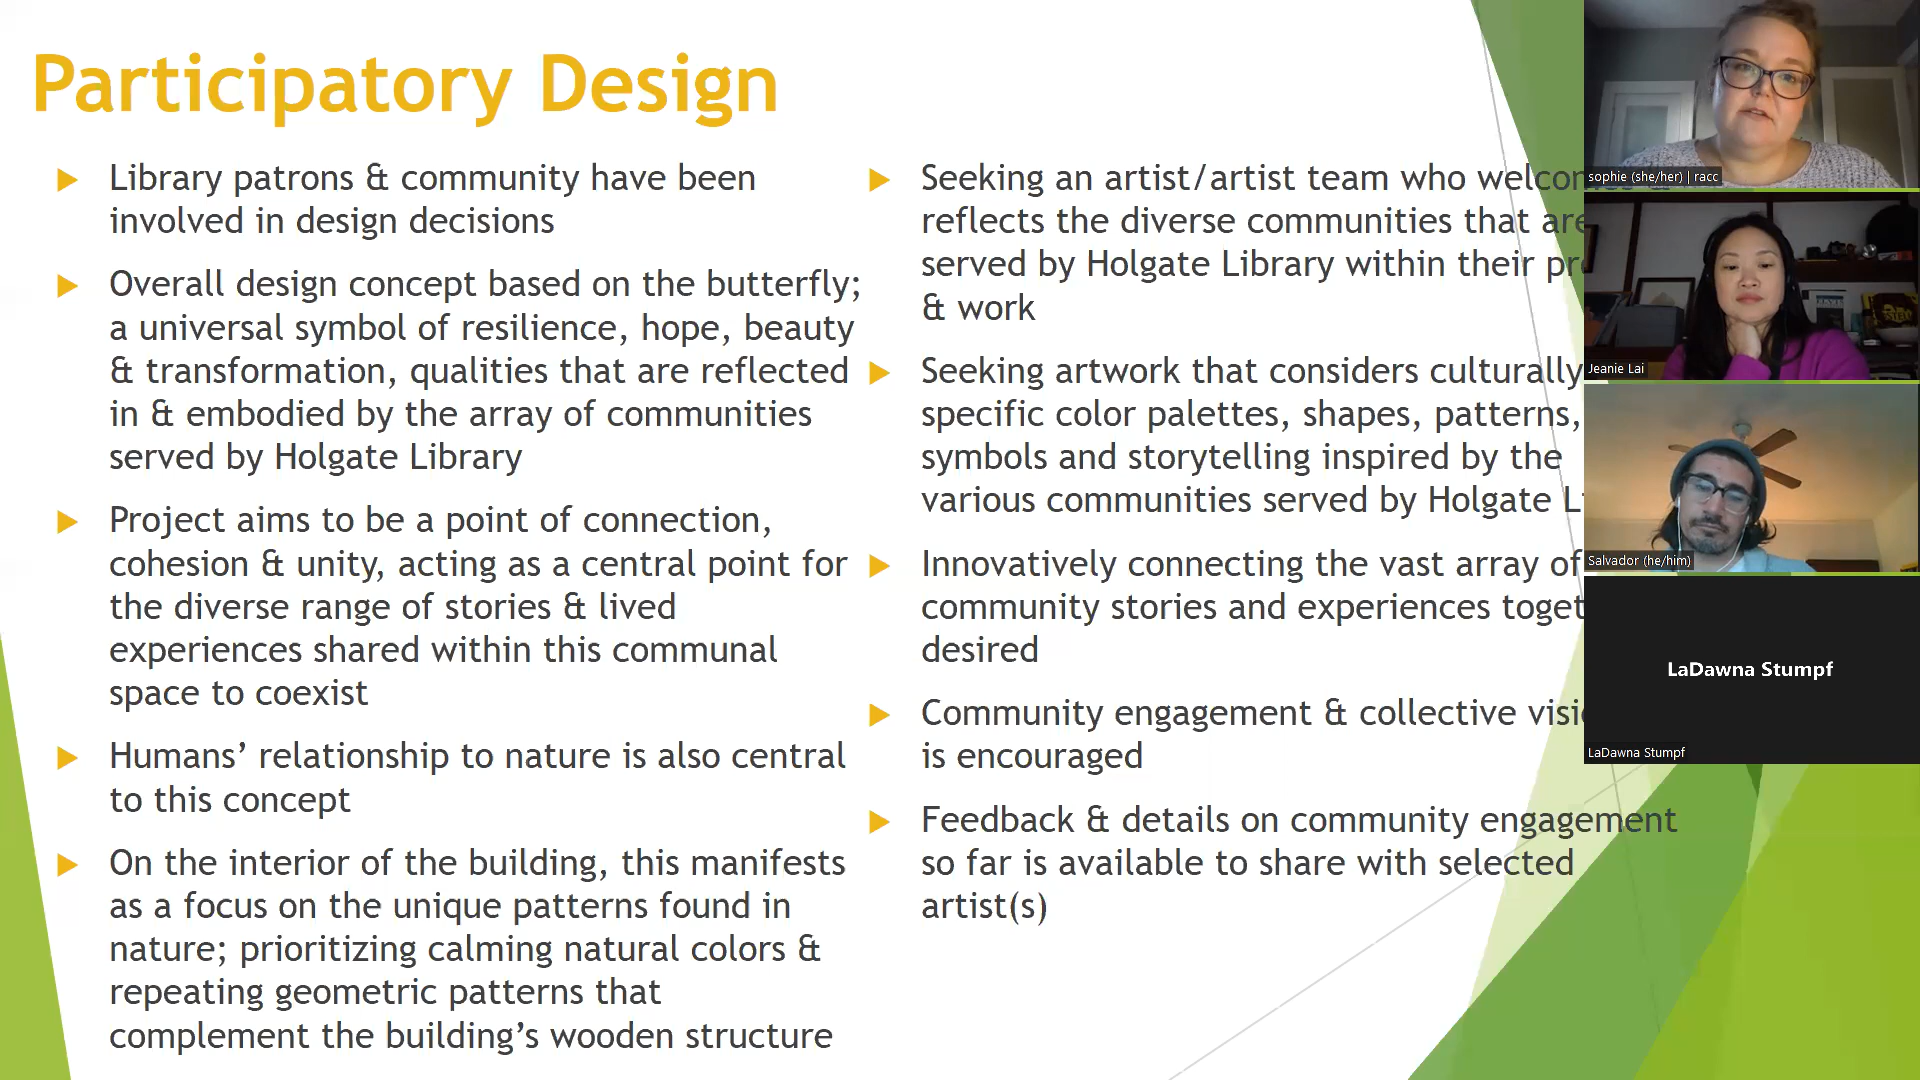 Participatory Design
Library patrons & community have been
involved in design decisions
Overall design concept based on the butterfly;
a universal symbol of resilience, hope, beauty
& transformation, qualities that are reflected
in & embodied by the array of communities
served by Holgate Library
Project aims to be a point of connection,
cohesion & unity, acting as a central point for
the diverse range of stories & lived
experiences shared within this communal
space to coexist
Humans’ relationship to nature is also central
to this concept
On the interior of the building, this manifests
as a focus on the unique patterns found in
nature; prioritizing calming natural colors &
repeating geometric patterns that
complement the building’s wooden structure
Seeking an artist/artist team who
reflects the diverse communities that are
served by Holgate Library within their
& work
Seeking artwork that considers culturally
specific color palettes, shapes, patterns,
symbols and storytelling inspired by the
various communities served by Holgate
Innovatively connecting the vast array of
community stories and experiences
desired
Community engagement & collective
is encouraged
Feedback & details on community engagement
so far is available to share with selected
artist(s)
sophie (she/her) | racc
Jeanie Lai
Salvador (he/him)
LaDawna Stumpf
LaDawna Stumpf